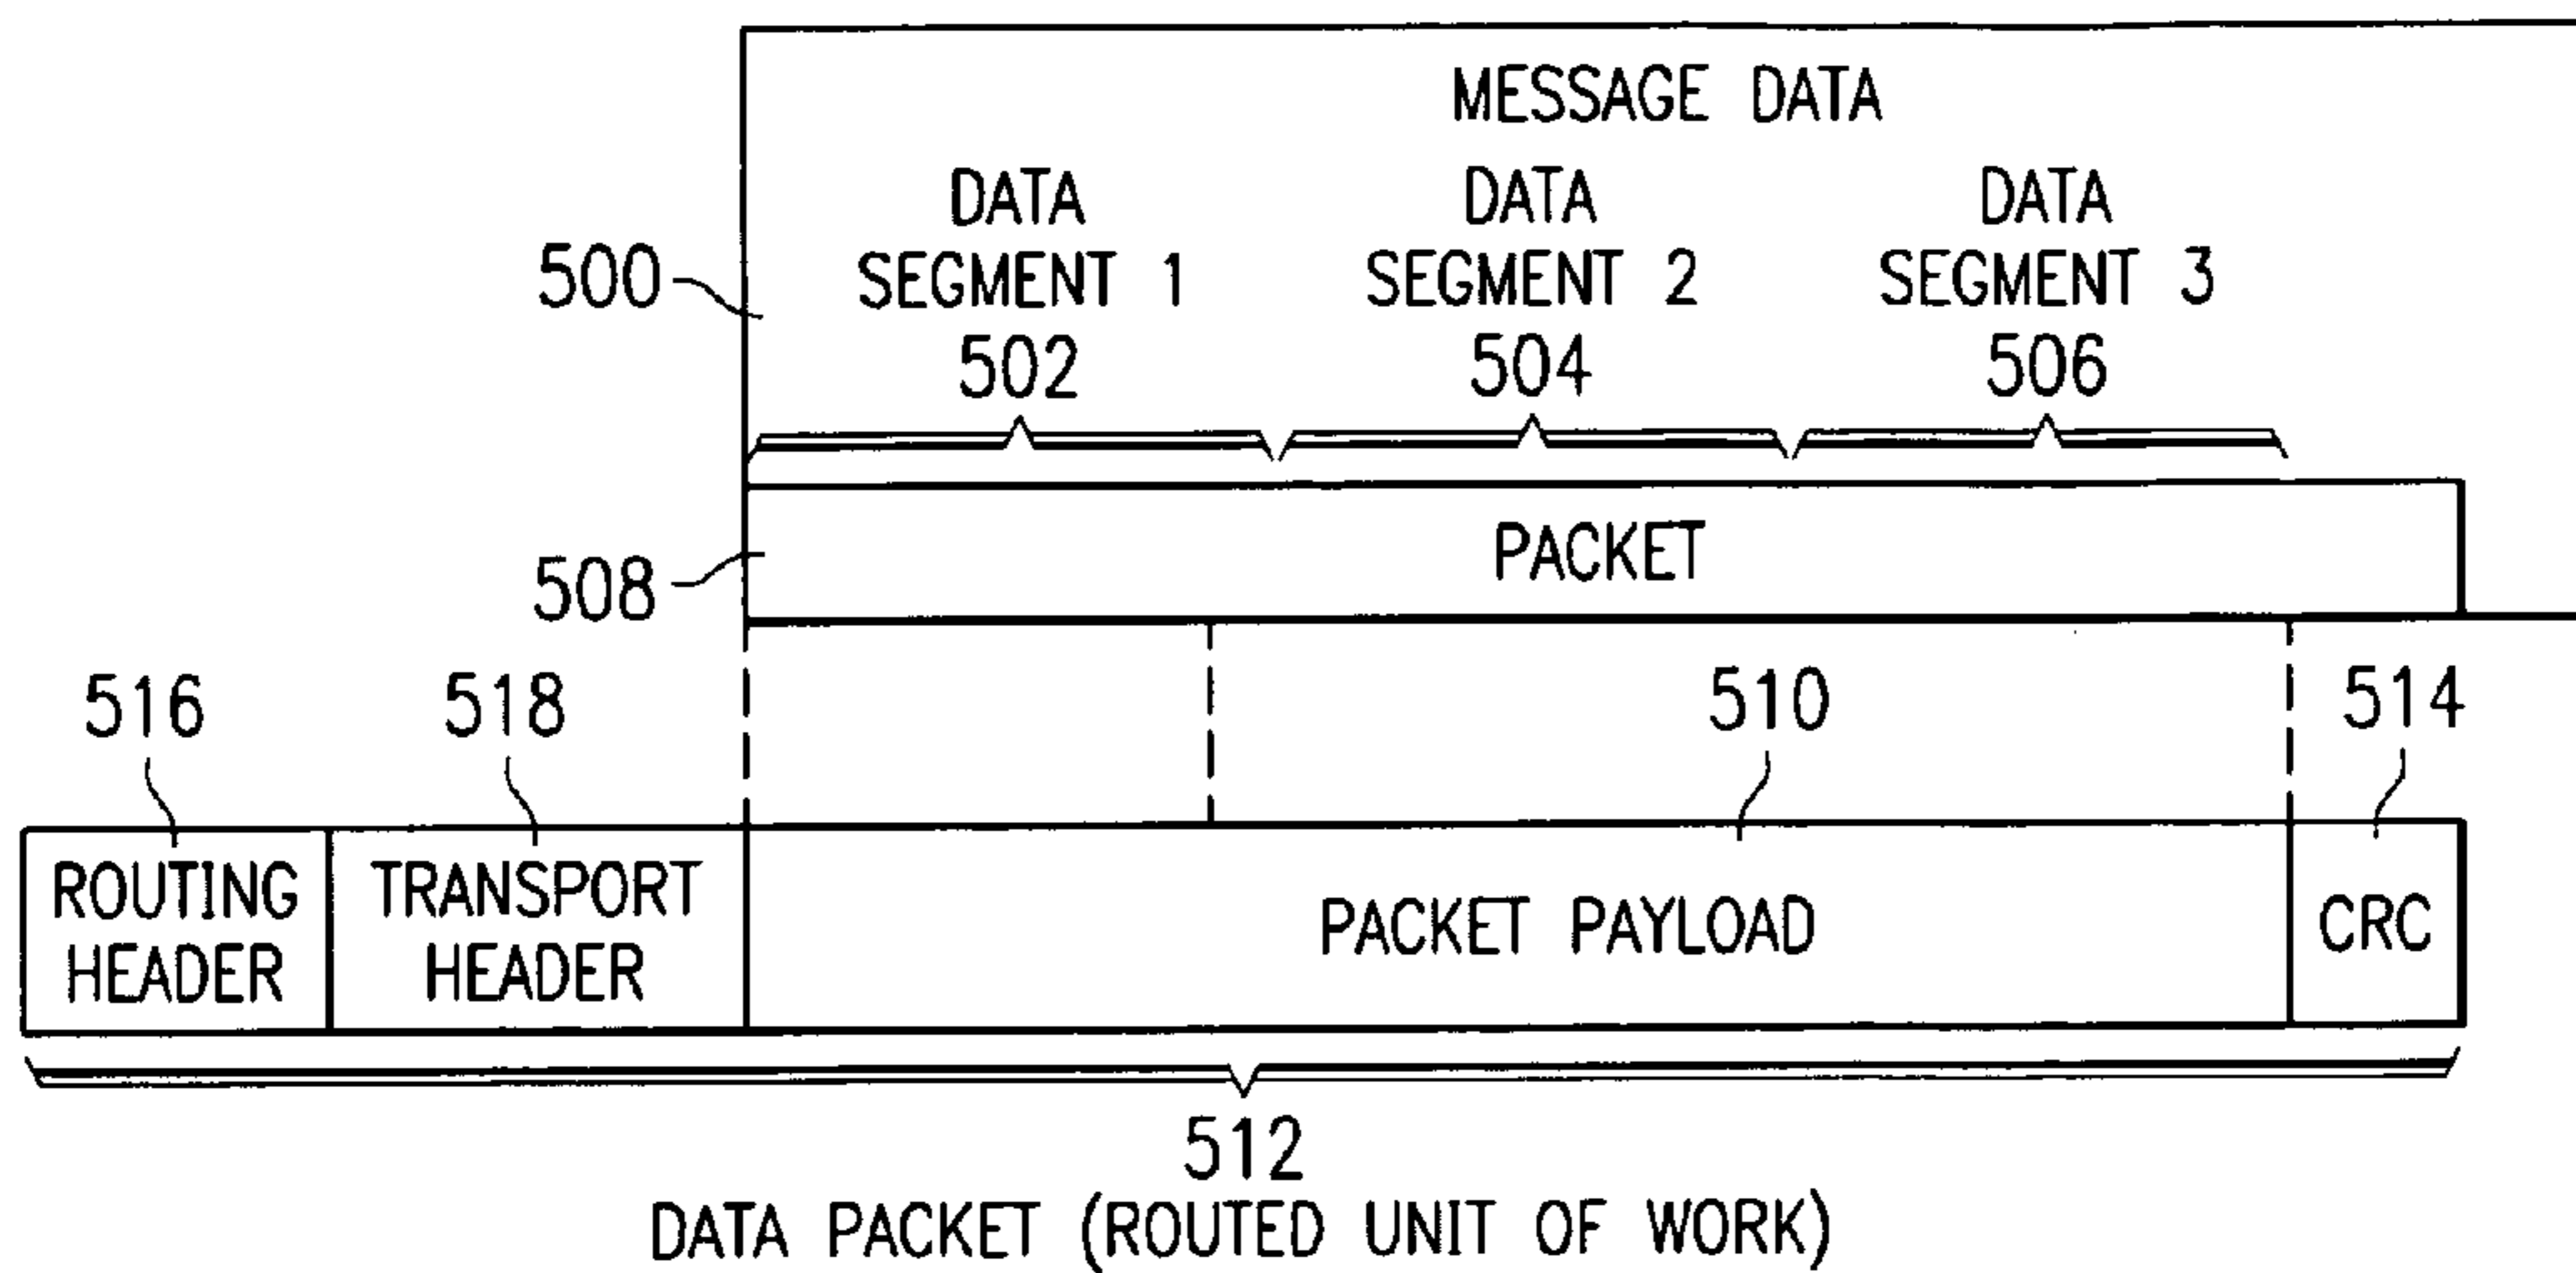 MESSAGE DATA
DATA SEGMENT 1
502
DATA SEGMENT 2
504
DATA SEGMENT 3
506
500
PACKET
508
516
518
510
514
ROUTING HEADER
TRANSPORT HEADER
PACKET PAYLOAD
CRC
512
DATA PACKET (ROUTED UNIT OF WORK)